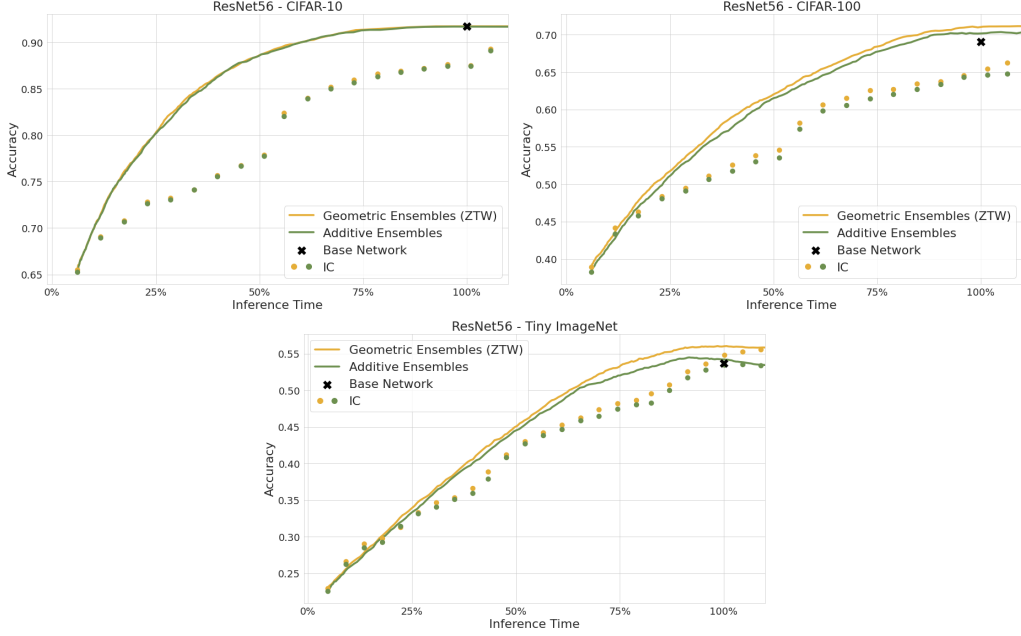 ResNet56 - CIFAR-10
Accuracy
0.90
0.85
0.80
0.75
0.70
0.65
Geometric Ensembles (ZTW)
Additive Ensembles
Base Network
IC
0%
25%
50%
75%
100%
Inference Time
ResNet56 - CIFAR-100
Accuracy
0.70
0.65
0.60
0.55
0.50
0.45
0.40
Geometric Ensembles (ZTW)
Additive Ensembles
Base Network
IC
0%
25%
50%
75%
100%
Inference Time
ResNet56 - Tiny ImageNet
Accuracy
0.55
0.50
0.45
0.40
0.35
0.30
0.25
Geometric Ensembles (ZTW)
Additive Ensembles
Base Network
IC
0%
25%
50%
75%
100%
Inference Time